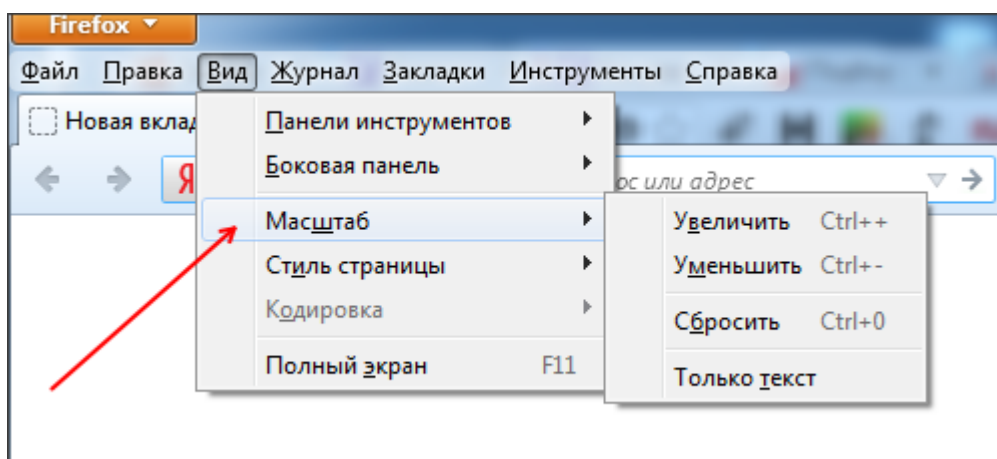 Firefox
Файл Правка Вид Журнал Закладки Инструменты Справка
Новая вклад
Панели инструментов
Я
Боковая панель
ос или адрес
Масштаб
Увеличить Ctrl++
Стиль страницы
Уменьшить Ctrl+-
Кодировка
Сбросить Ctrl+0
Полный экран F11
Только текст